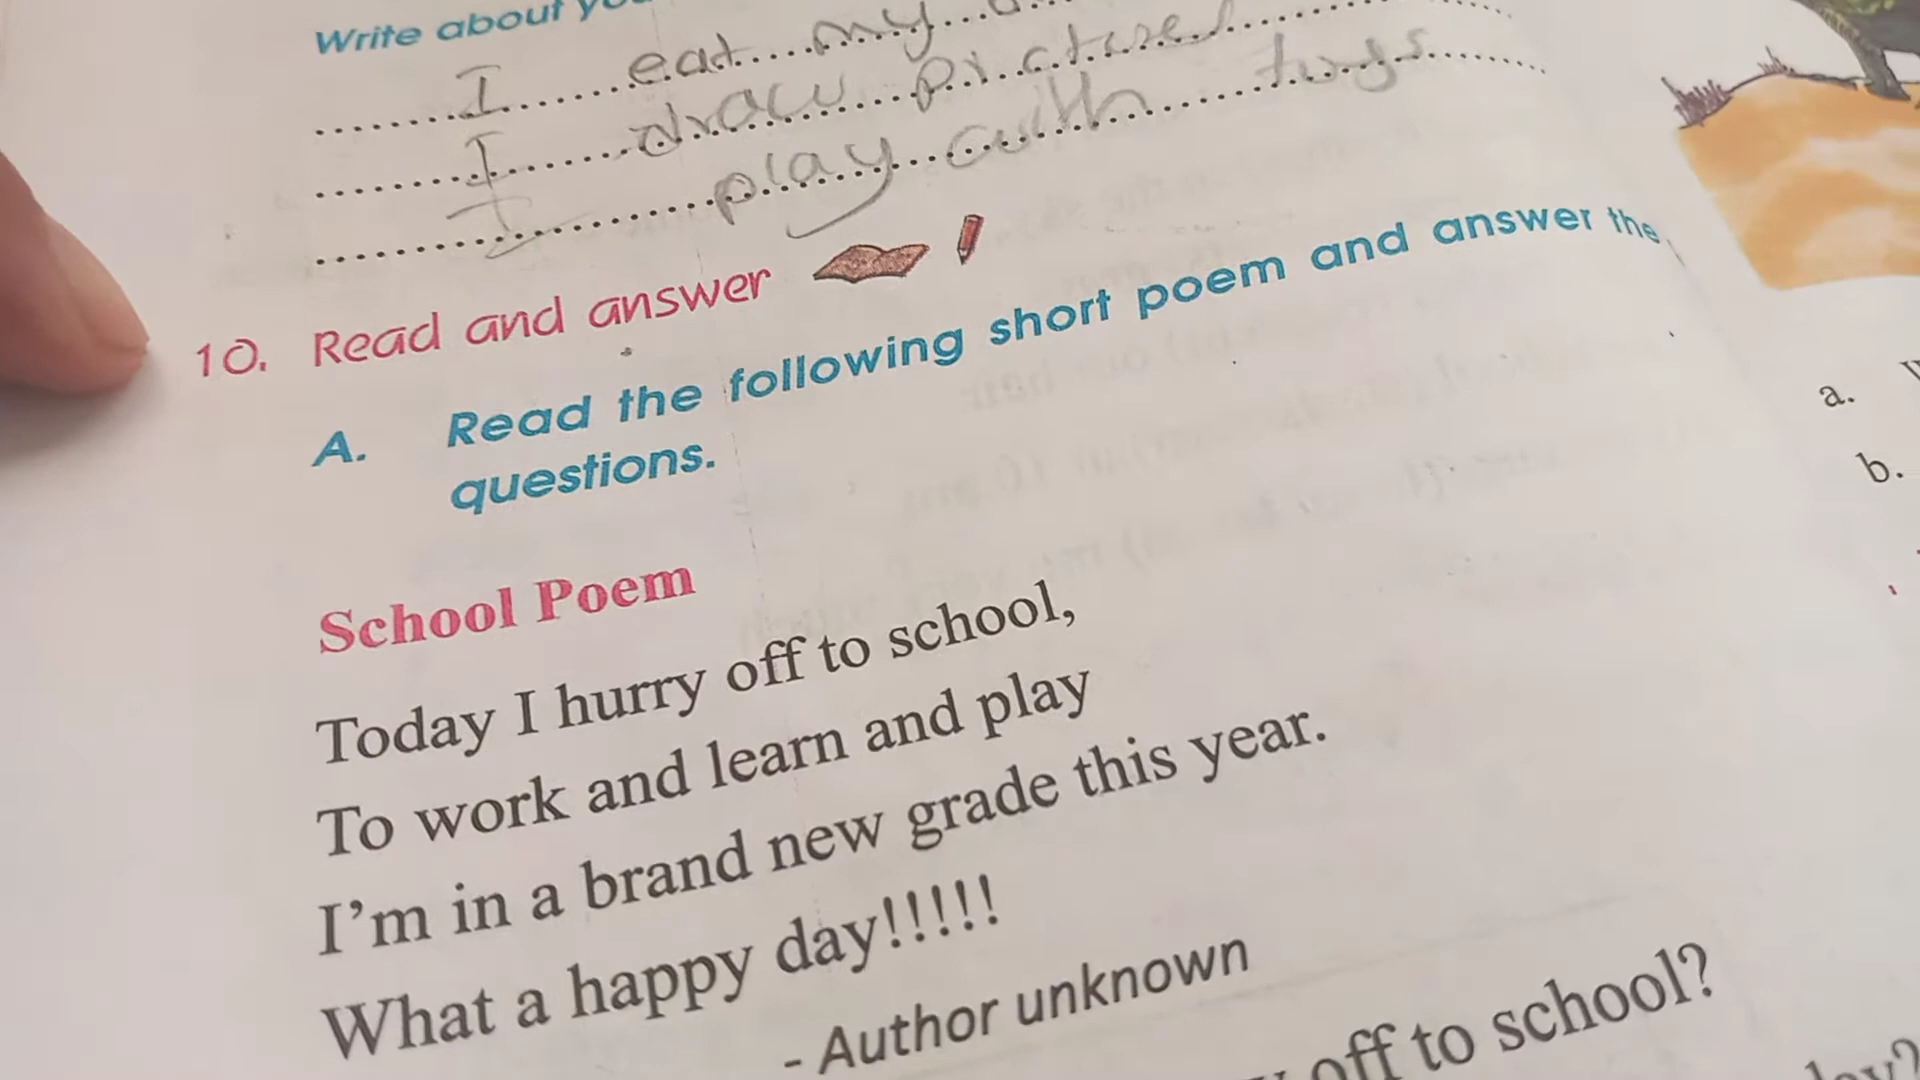 Write about
I eat my
I draw pictures
I play with toys
10. Read and answer
A. Read the following short poem and answer the
questions.
School Poem
Today I hurry off to school,
To work and learn and play
I'm in a brand new grade this year.
What a happy day!!!!!
- Author unknown
off to school?
a.
b.